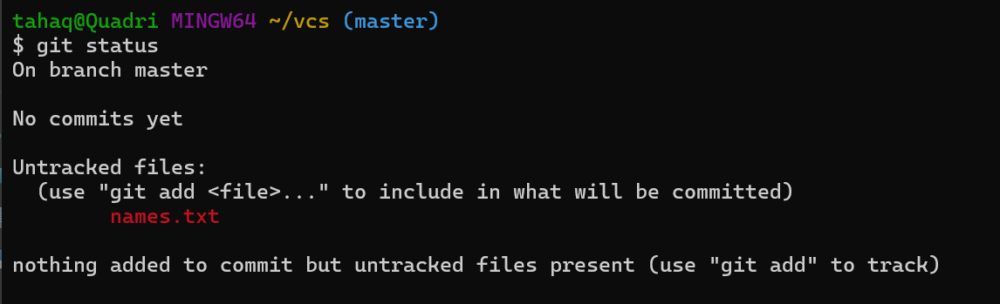 tahaq@Quadri MINGW64 ~/vcs (master)
$ git status
On branch master
No commits yet
Untracked files:
(use "git add <file>..." to include in what will be committed)
names.txt
nothing added to commit but untracked files present (use "git add" to track)